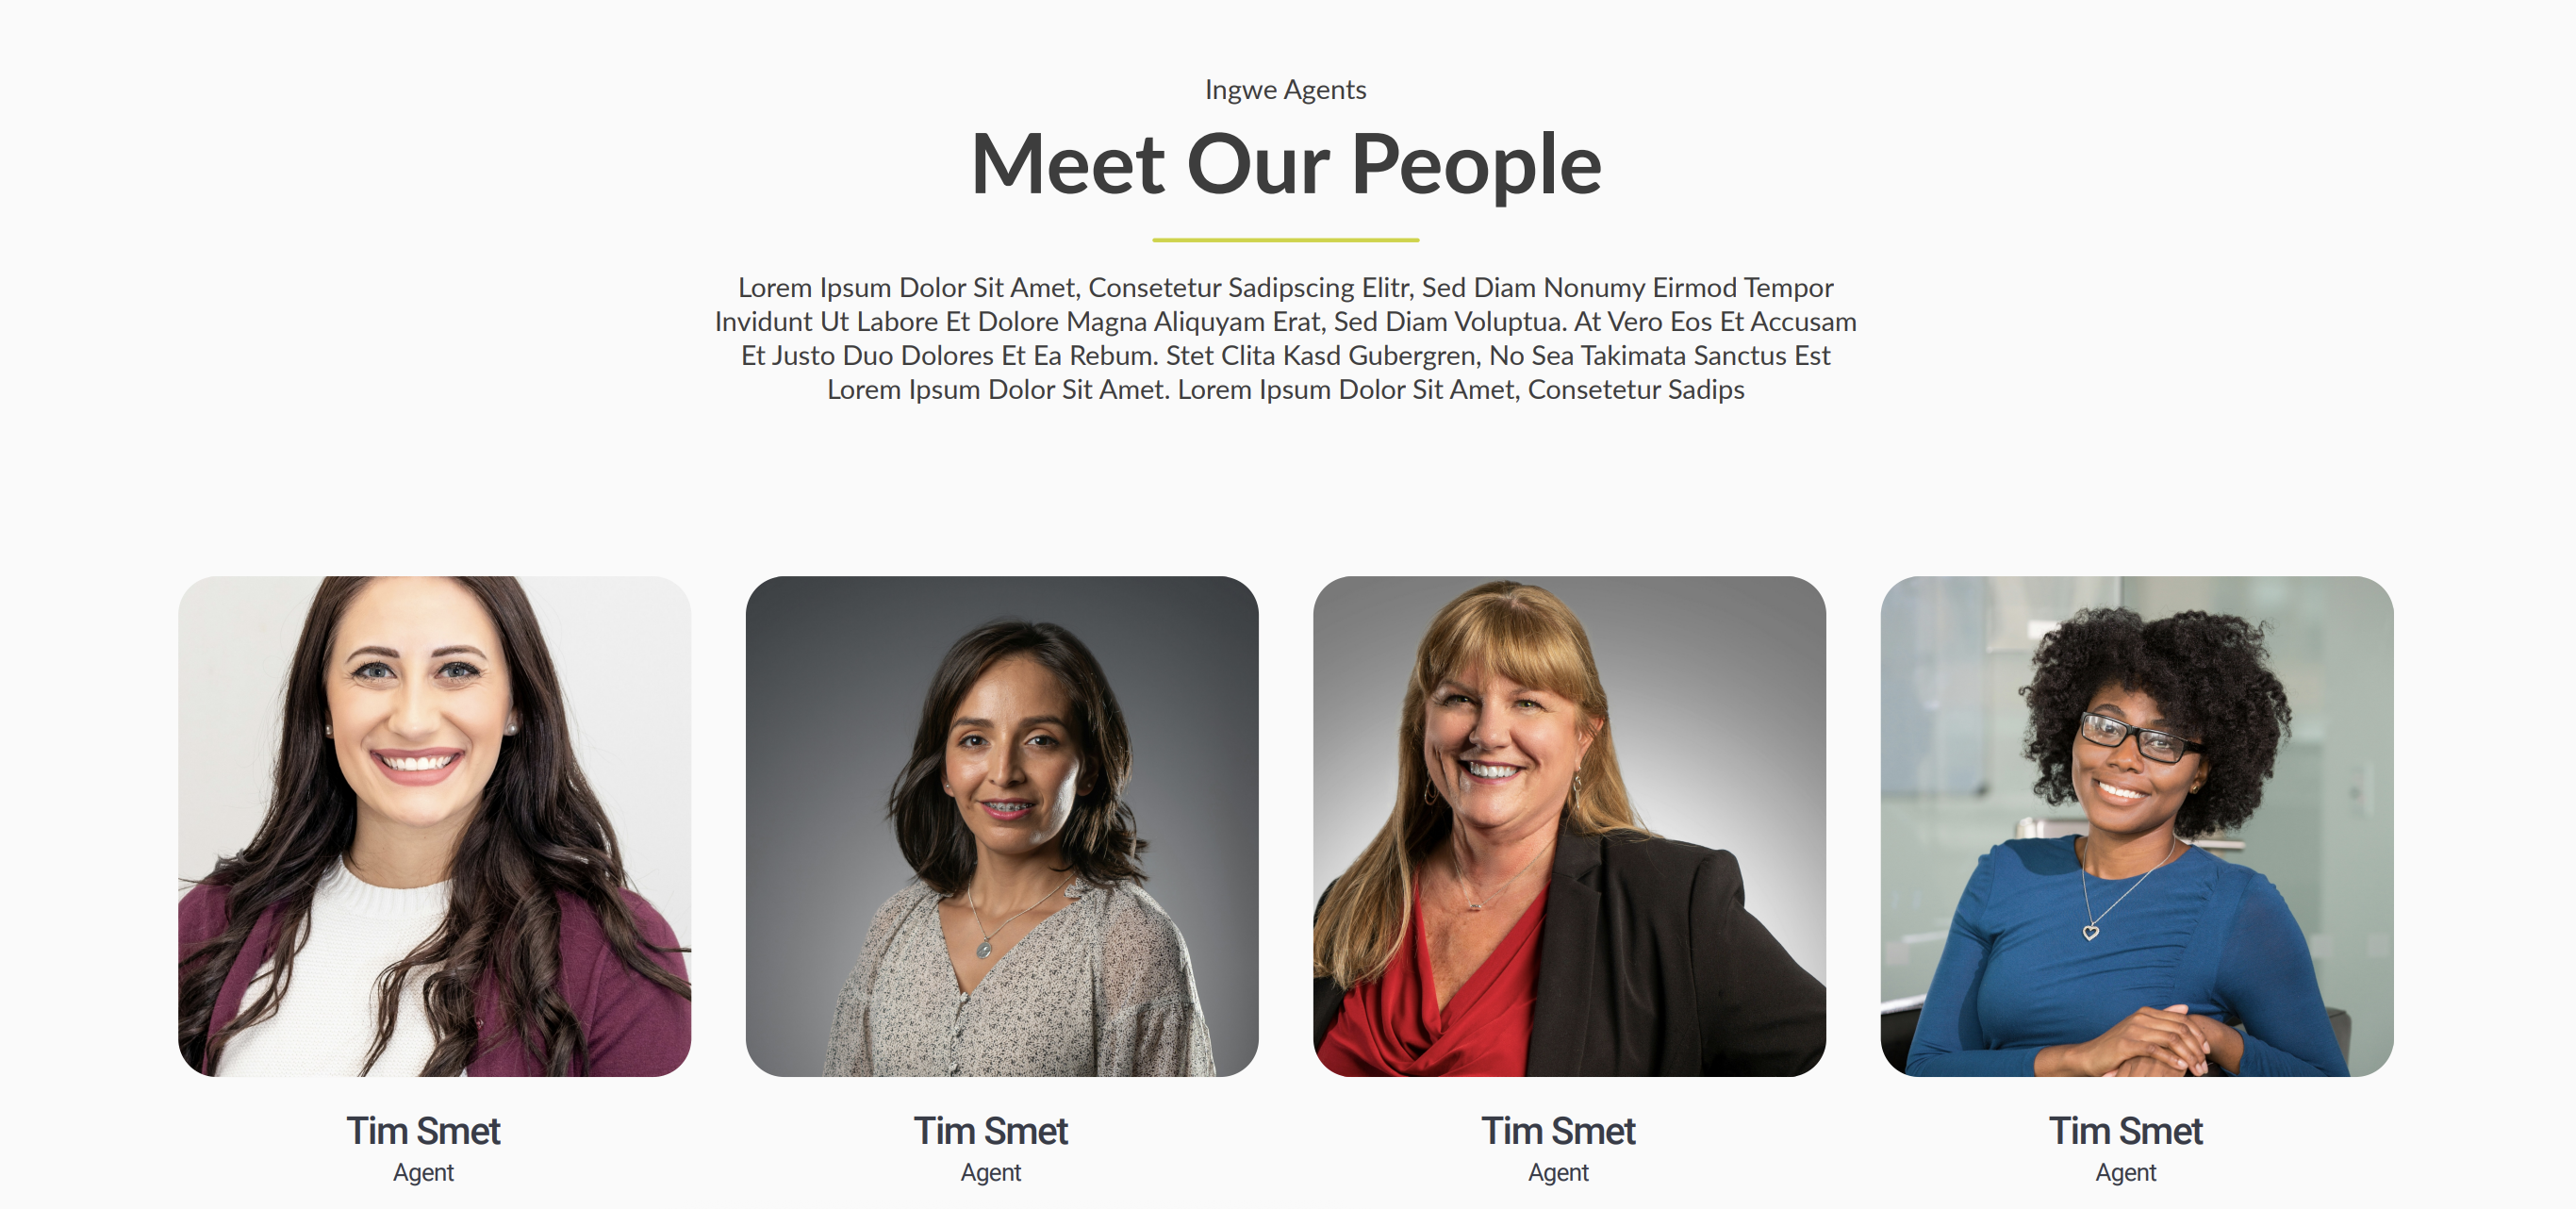 Ingwe Agents
Meet Our People
Lorem Ipsum Dolor Sit Amet, Consetetur Sadipscing Elitr, Sed Diam Nonumy Eirmod Tempor
Invidunt Ut Labore Et Dolore Magna Aliquyam Erat, Sed Diam Voluptua. At Vero Eos Et Accusam
Et Justo Duo Dolores Et Ea Rebum. Stet Clita Kasd Gubergren, No Sea Takimata Sanctus Est
Lorem Ipsum Dolor Sit Amet. Lorem Ipsum Dolor Sit Amet, Consetetur Sadips
Tim Smet
Agent
Tim Smet
Agent
Tim Smet
Agent
Tim Smet
Agent